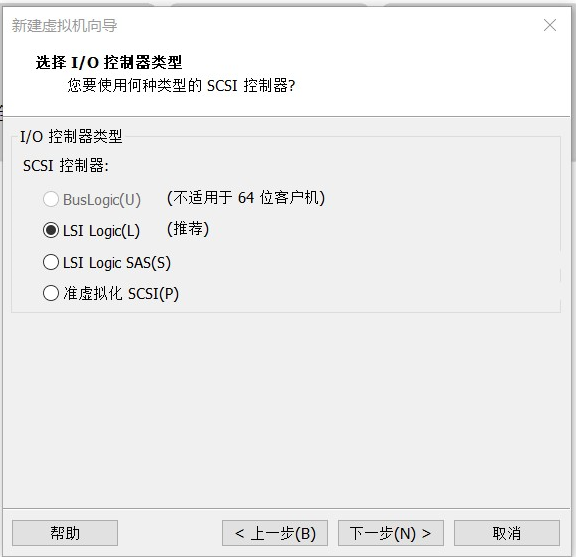 新建虚拟机向导
选择 I/O 控制器类型
您要使用何种类型的 SCSI 控制器?
I/O 控制器类型
SCSI 控制器:
BusLogic(U) (不适用于 64 位客户机)
LSI Logic(L) (推荐)
LSI Logic SAS(S)
准虚拟化 SCSI(P)
帮助 < 上一步(B) 下一步(N) > 取消